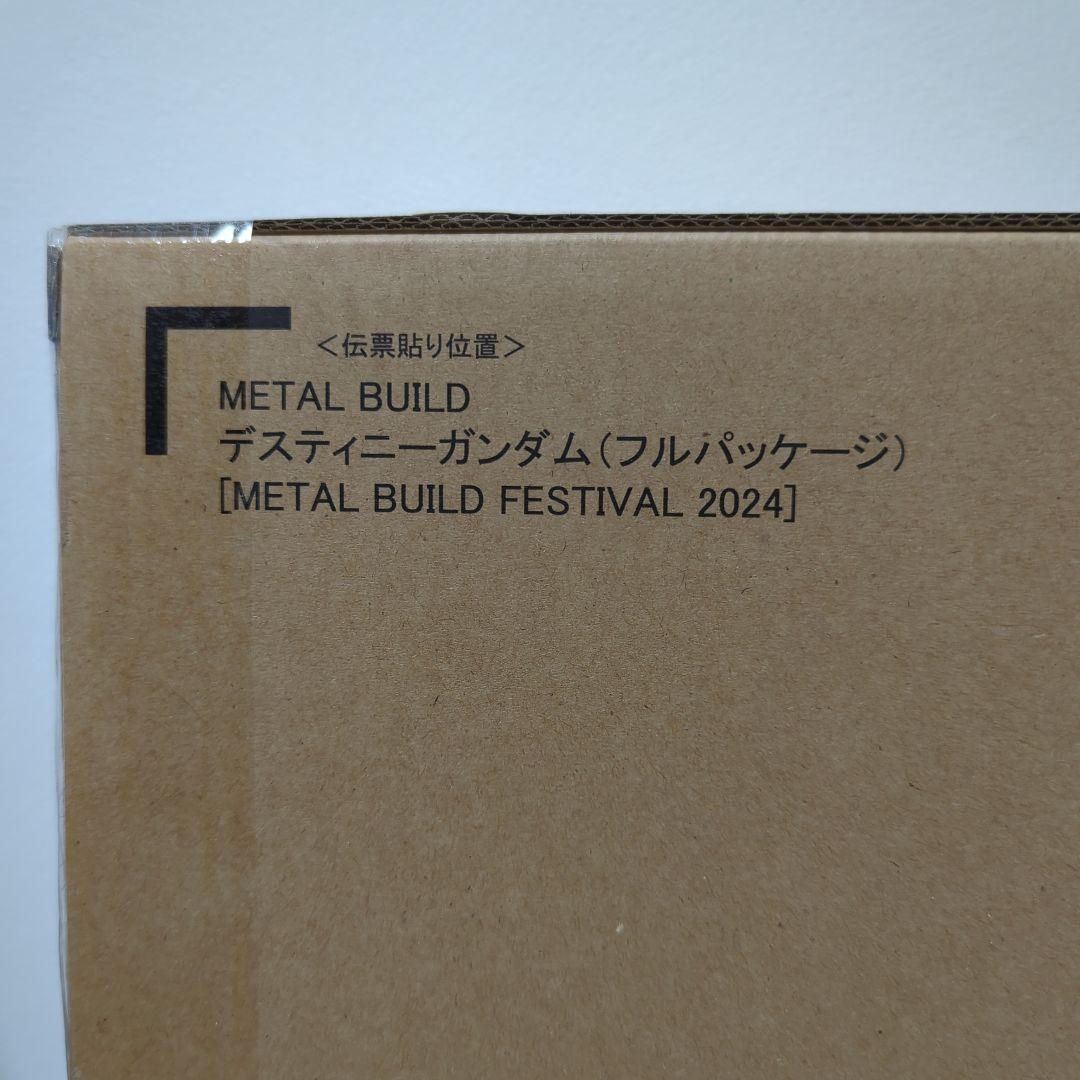 ＜伝票貼り位置＞
METAL BUILD
デスティニーガンダム（フルパッケージ）
[METAL BUILD FESTIVAL 2024]